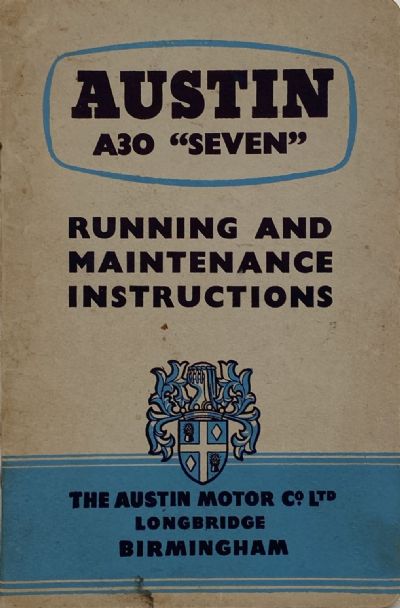 AUSTIN
A30 “SEVEN”
RUNNING AND
MAINTENANCE
INSTRUCTIONS
THE AUSTIN MOTOR Cº LTD
LONGBRIDGE
BIRMINGHAM